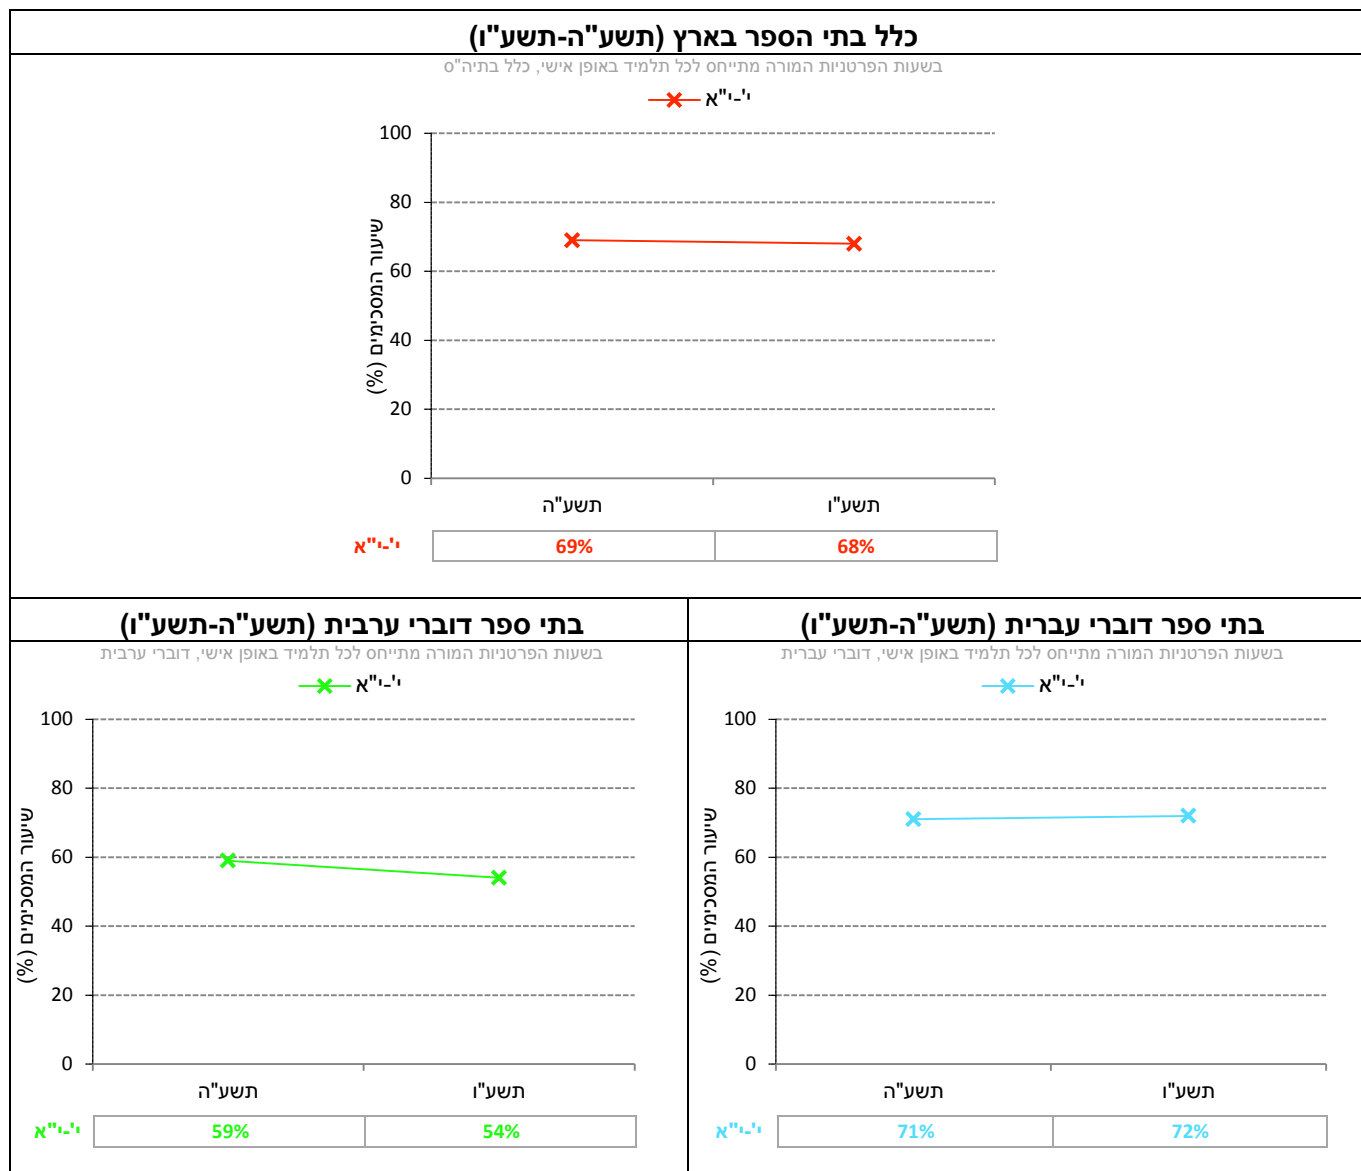 כלל בתי הספר בארץ (תשע"ה-תשע"ו)
בשעות הפרטניות המורה מתייחס לכל תלמיד באופן אישי, כלל בתיה"ס
י'-י"א
שיעור המסכימים (%)
100
80
60
40
20
0
תשע"ה תשע"ו
י'-י"א 69% 68%
בתי ספר דוברי עברית (תשע"ה-תשע"ו)
בשעות הפרטניות המורה מתייחס לכל תלמיד באופן אישי, דוברי עברית
י'-י"א
שיעור המסכימים (%)
100
80
60
40
20
0
תשע"ה תשע"ו
י'-י"א 71% 72%
בתי ספר דוברי ערבית (תשע"ה-תשע"ו)
בשעות הפרטניות המורה מתייחס לכל תלמיד באופן אישי, דוברי ערבית
י'-י"א
שיעור המסכימים (%)
100
80
60
40
20
0
תשע"ה תשע"ו
י'-י"א 59% 54%